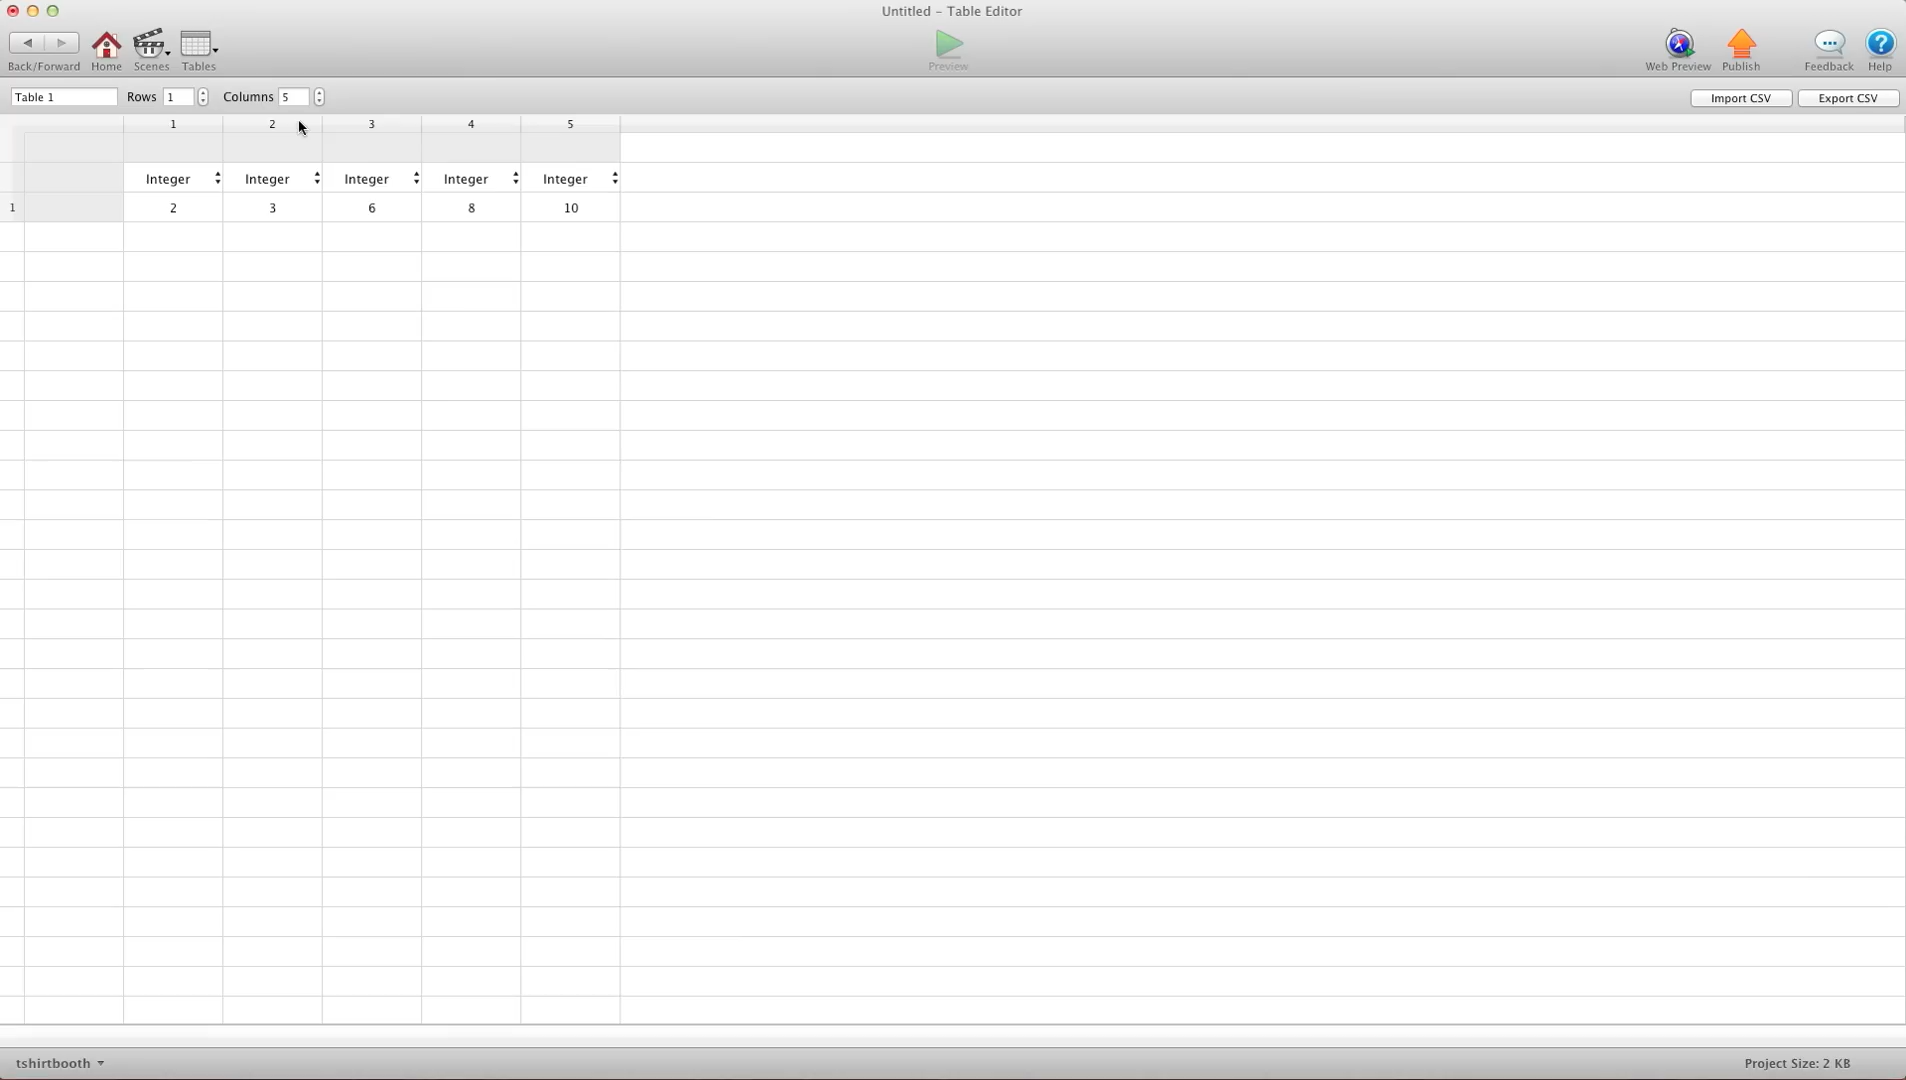 Untitled - Table Editor
Back/Forward Home Scenes Tables Preview Web Preview Publish Feedback Help
Table 1 Rows 1 Columns 5 Import CSV Export CSV
1 2 3 4 5
Integer Integer Integer Integer Integer
1 2 3 6 8 10
tshirtbooth Project Size: 2 KB